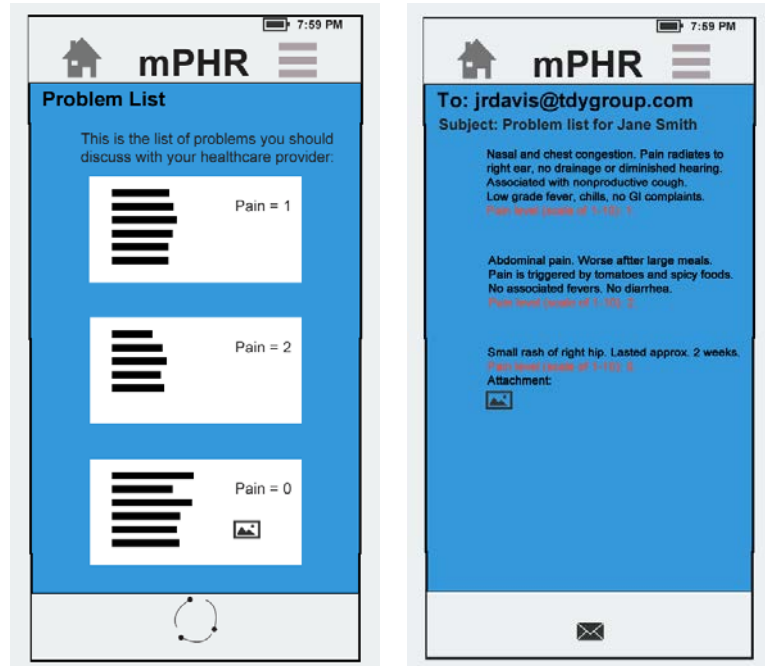 7:59 PM
mPHR
Problem List
This is the list of problems you should
discuss with your healthcare provider:
Pain = 1
Pain = 2
Pain = 0
7:59 PM
mPHR
To: jrdavis@tdygroup.com
Subject: Problem list for Jane Smith
Nasal and chest congestion. Pain radiates to
right ear, no drainage or diminished hearing.
Associated with nonproductive cough.
Low grade fever, chills, no GI complaints.
Pain level (scale of 1-10): 1
Abdominal pain. Worse aftter large meals.
Pain is triggered by tomatoes and spicy foods.
No associated fevers. No diarrhea.
Pain level (scale of 1-10): 2
Small rash of right hip. Lasted approx. 2 weeks.
Pain level (scale of 1-10): 0
Attachment: